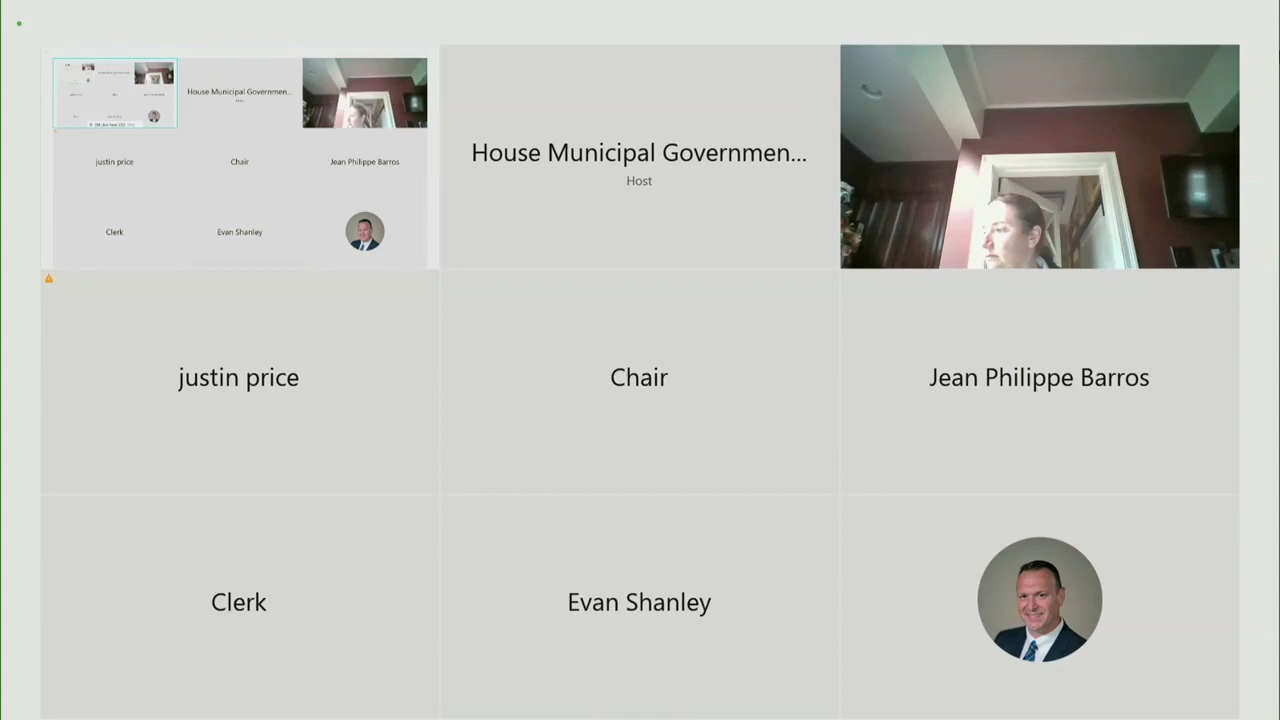 House Municipal Governmen...
Host
justin price
Chair
Jean Philippe Barros
Clerk
Evan Shanley
House Municipal Governmen...
Host
justin price
Chair
Jean Philippe Barros
Clerk
Evan Shanley